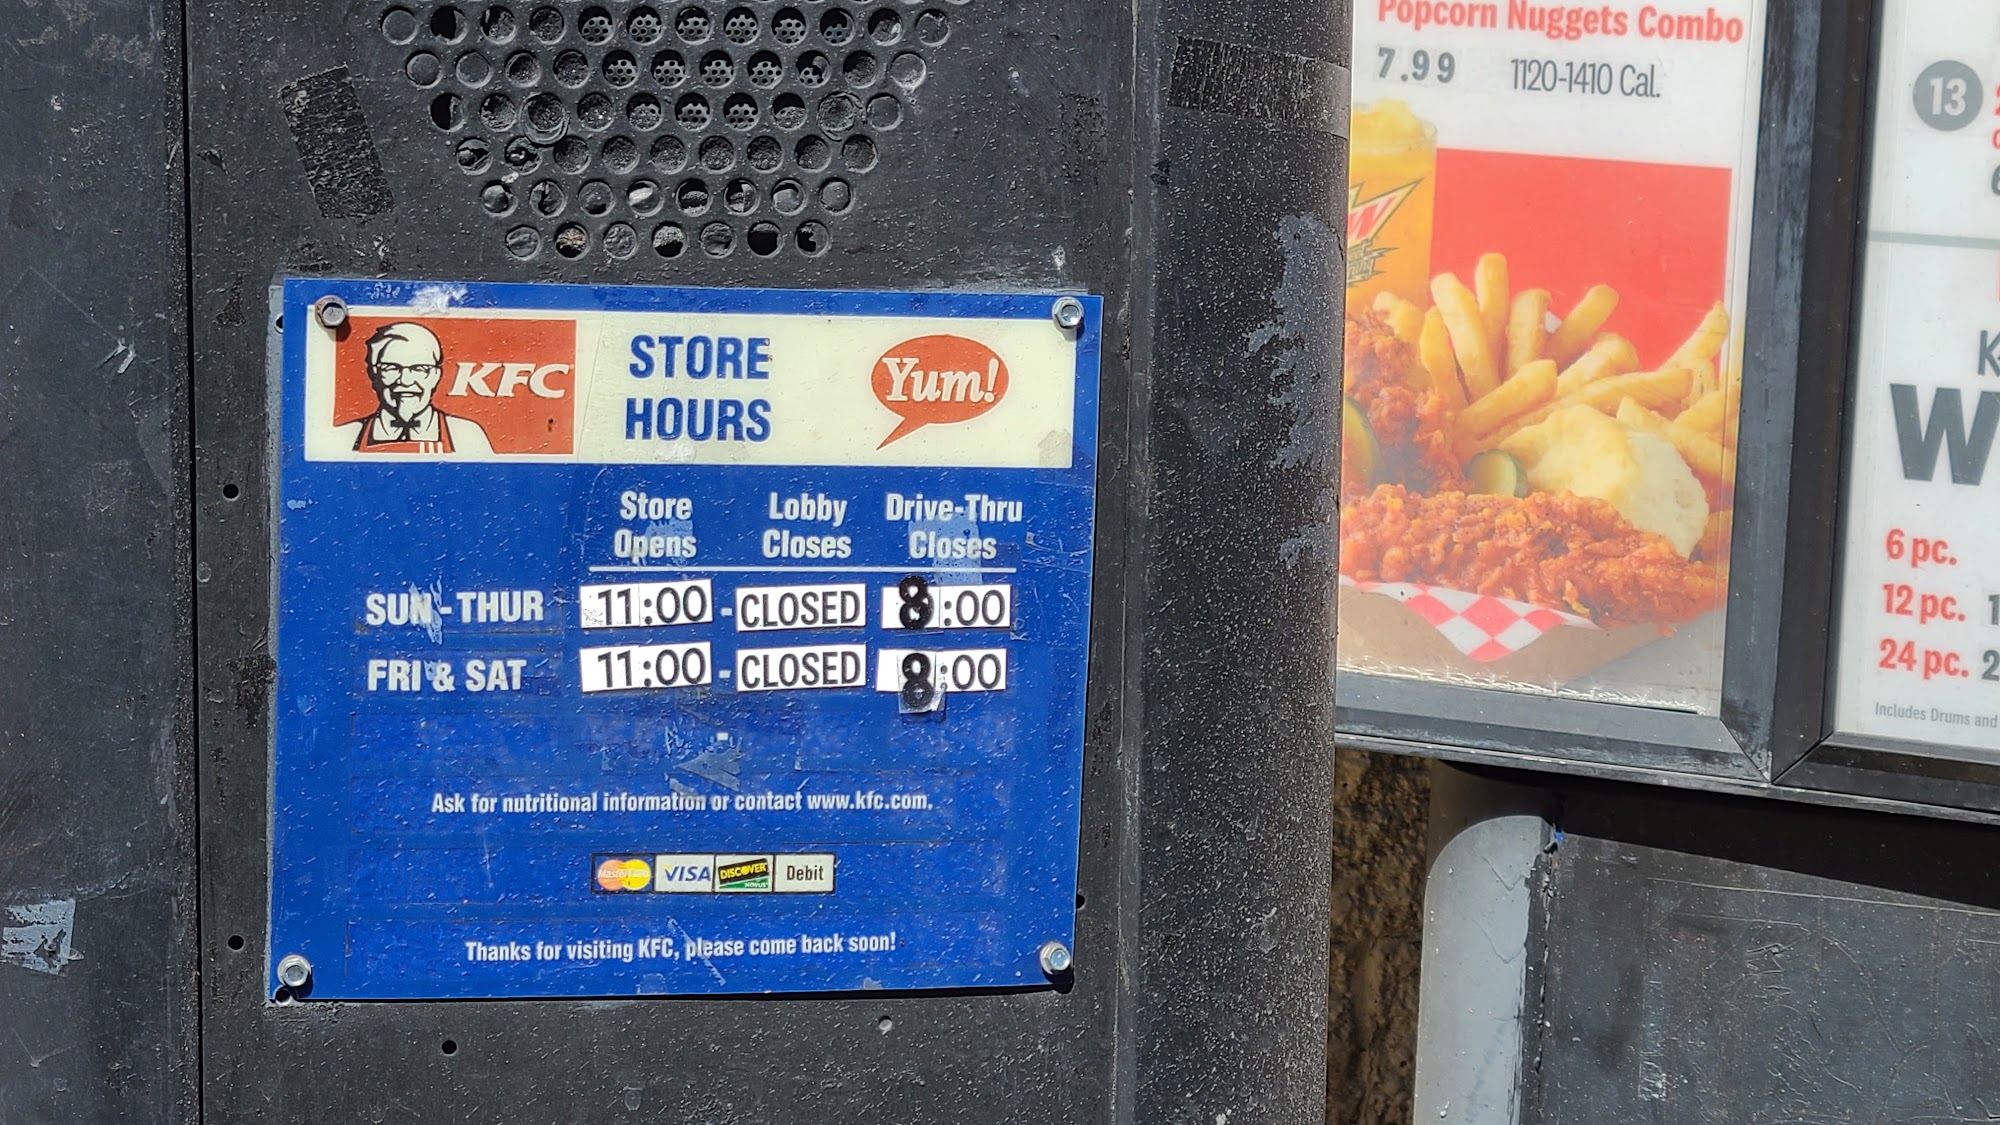 KFC
STORE
HOURS
Yum!
Store Opens
Lobby Closes
Drive-Thru Closes
SUN - THUR 11:00 - CLOSED 8:00
FRI & SAT 11:00 - CLOSED 8:00
Ask for nutritional information or contact www.kfc.com.
MasterCard VISA DISCOVER NOVUS Debit
Thanks for visiting KFC, please come back soon!
Popcorn Nuggets Combo
7.99 1120-1410 Cal.
13
6 pc.
12 pc.
24 pc.
Includes Drums and